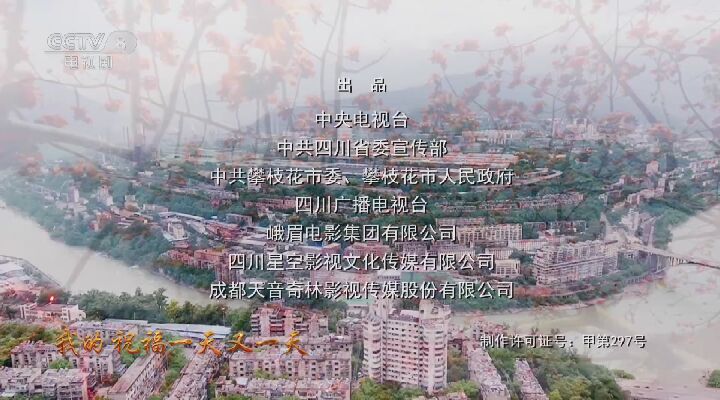 CCTV 8
电视剧
出 品
中央电视台
中共四川省委宣传部
中共攀枝花市委、攀枝花市人民政府
四川广播电视台
峨眉电影集团有限公司
四川星空影视文化传媒有限公司
成都天音奇林影视传媒股份有限公司
我的祝福一天又一天
制作许可证号：甲第297号